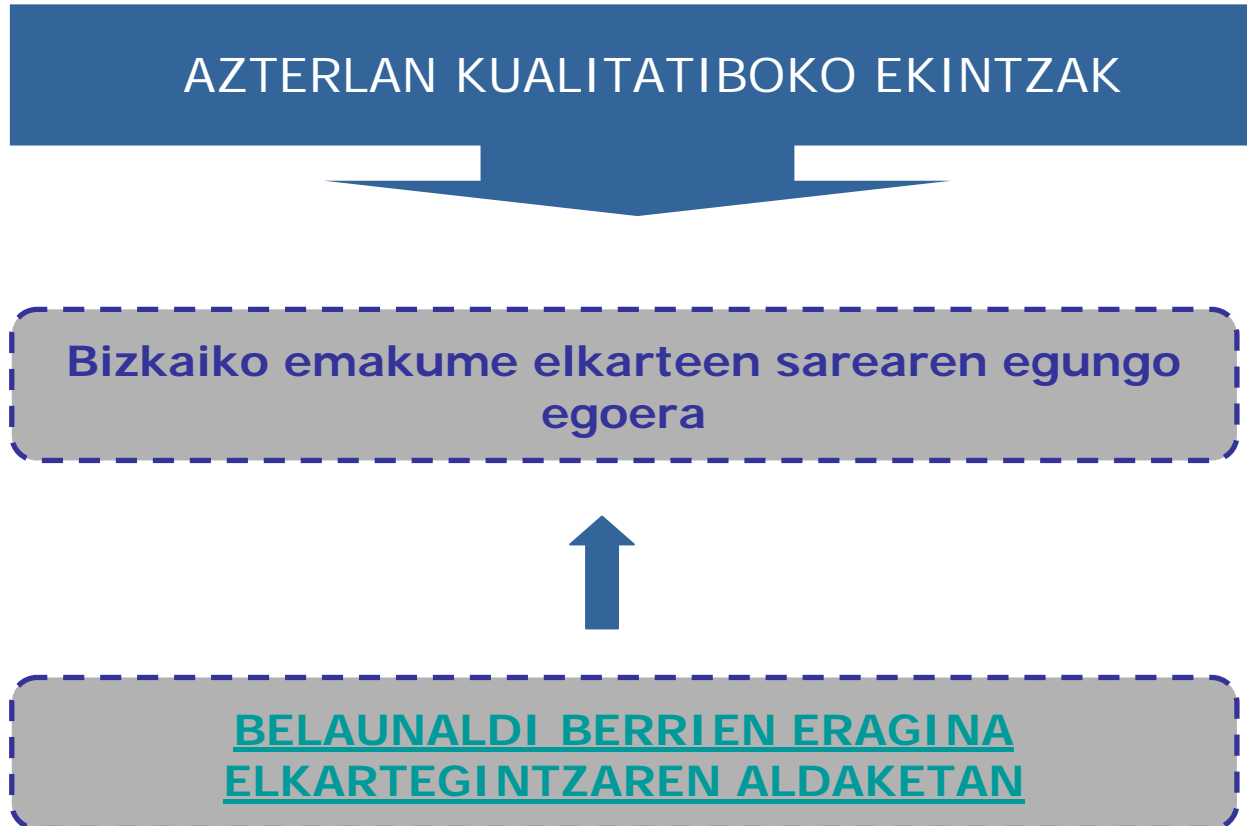 AZTERLAN KUALITATIBOKO EKINTZAK
Bizkaiko emakume elkarteen sarearen egungo
egoera
BELAUNALDI BERRIEN ERAGINA
ELKARTEGINTZAREN ALDAKETAN